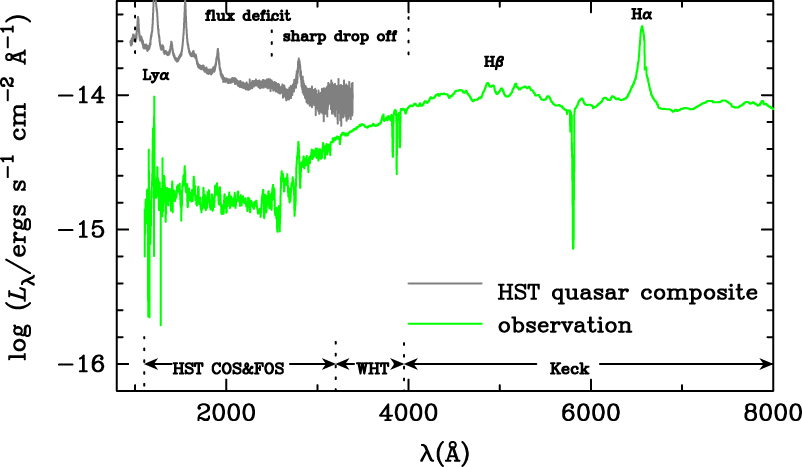 flux deficit
sharp drop off
Lyα
Hβ
Hα
−14
−15
−16
log (Lλ/ergs s−1 cm−2 Å−1)
HST quasar composite
observation
HST COS&FOS
WHT
Keck
2000
4000
6000
8000
λ(Å)